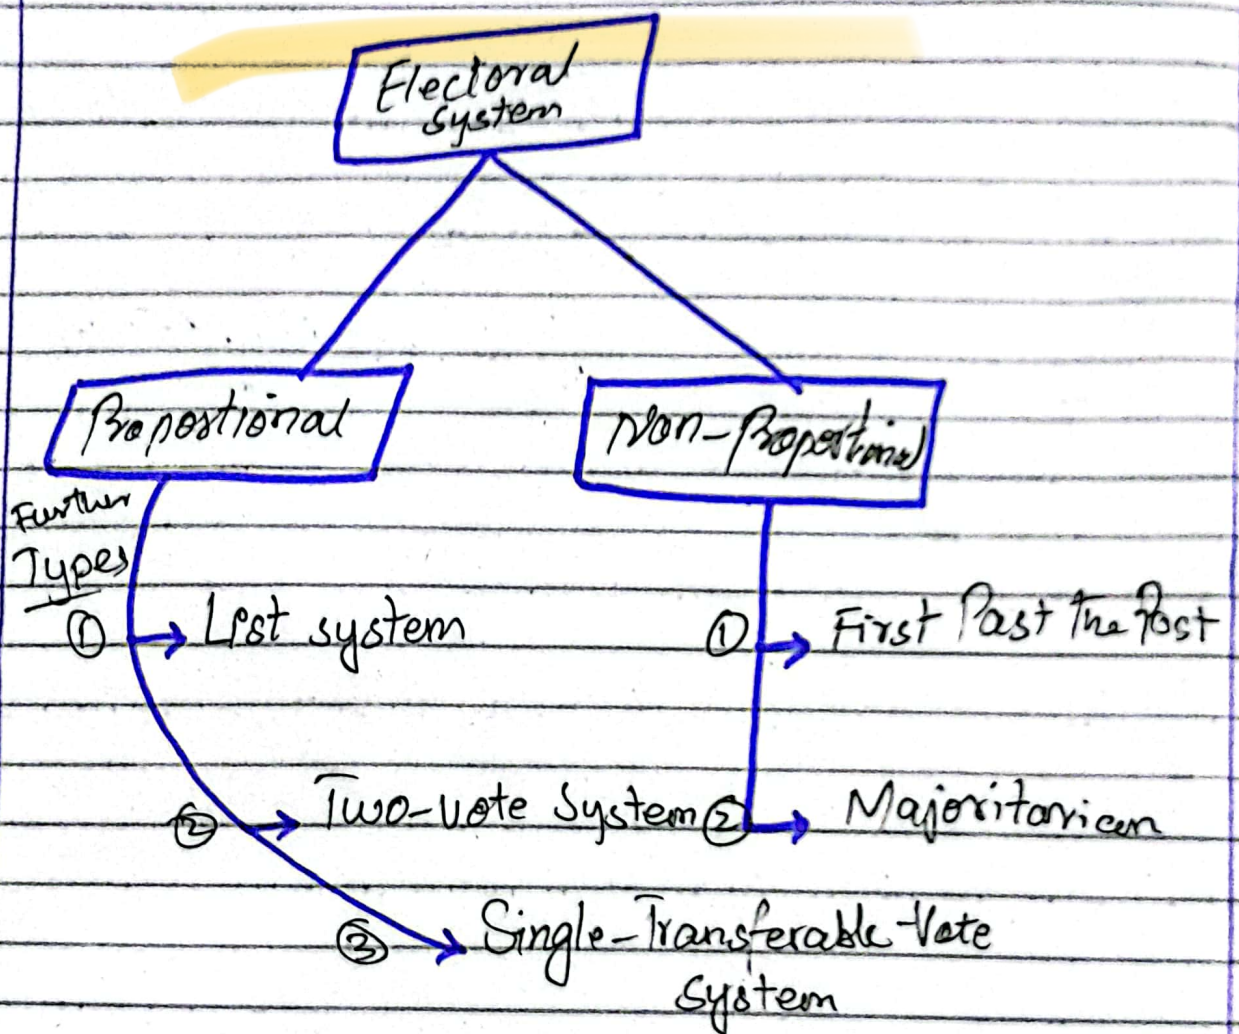 Electoral
system
Proportional
Non-Proportional
Further
Types
① List system
① First Past The Post
② Two-vote System
② Majoritarian
③ Single-Transferable-Vote
system